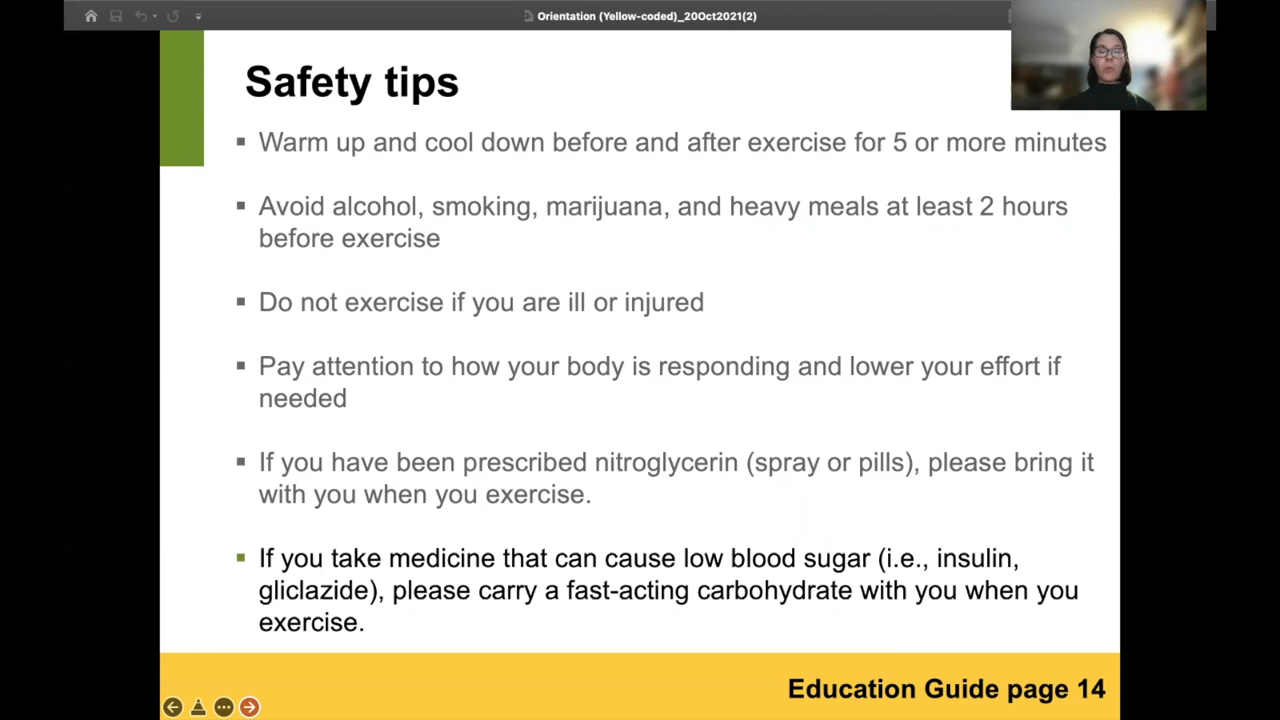 Orientation (Yellow-coded)_20Oct2021(2)
Safety tips
▪ Warm up and cool down before and after exercise for 5 or more minutes
▪ Avoid alcohol, smoking, marijuana, and heavy meals at least 2 hours
before exercise
▪ Do not exercise if you are ill or injured
▪ Pay attention to how your body is responding and lower your effort if
needed
▪ If you have been prescribed nitroglycerin (spray or pills), please bring it
with you when you exercise.
▪ If you take medicine that can cause low blood sugar (i.e., insulin,
gliclazide), please carry a fast-acting carbohydrate with you when you
exercise.
Education Guide page 14